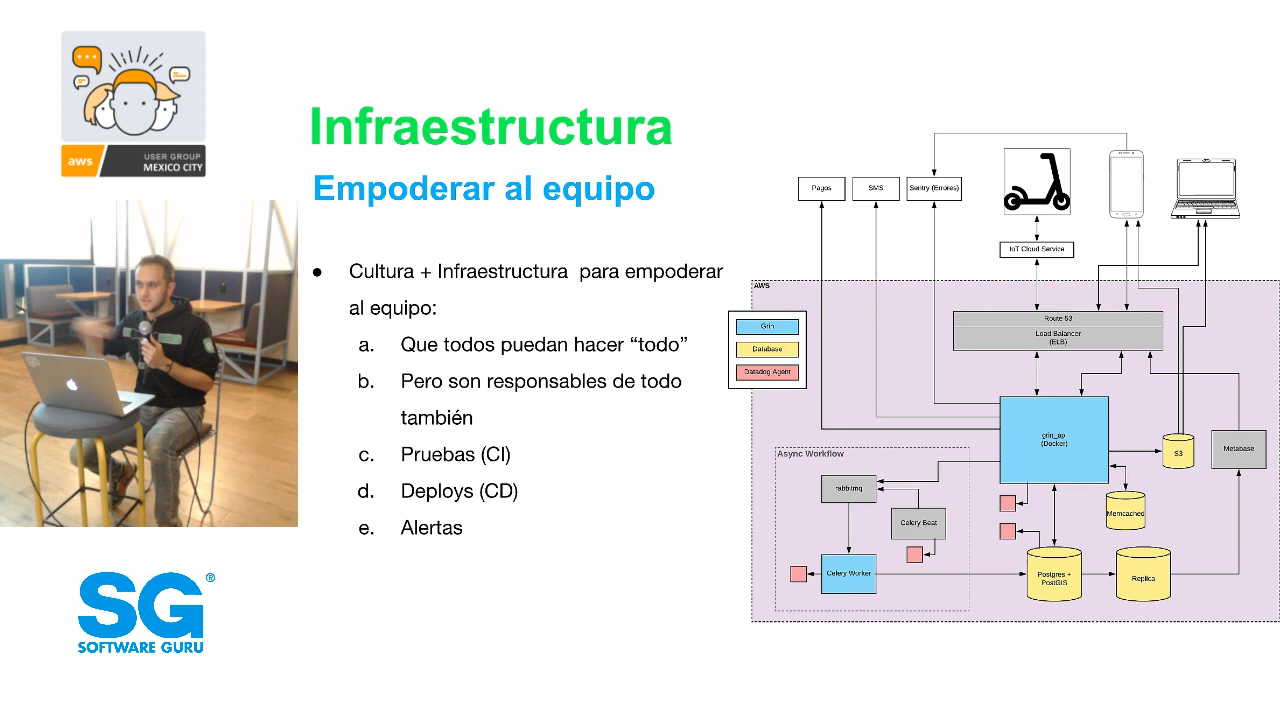 aws
USER GROUP
MEXICO CITY
Infraestructura
Empoderar al equipo
● Cultura + Infraestructura para empoderar
al equipo:
a. Que todos puedan hacer “todo”
b. Pero son responsables de todo
también
c. Pruebas (CI)
d. Deploys (CD)
e. Alertas
SG®
SOFTWARE GURU
Pagos
SMS
Sentry (Errores)
IoT Cloud Service
AWS
Grin
Database
Datadog Agent
Route 53
Load Balancer
(ELB)
grin_ap
(Docker)
S3
Metabase
Async Workflow
rabbitmq
Celery Beat
Memcached
Celery Worker
Postgres +
PostGIS
Replica